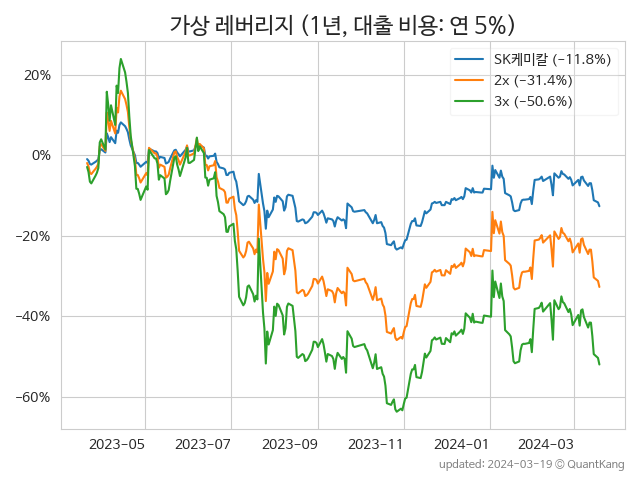 가상 레버리지 (1년, 대출 비용: 연 5%)
SK케미칼 (−11.8%)
2x (−31.4%)
3x (−50.6%)
20%
0%
−20%
−40%
−60%
2023-05
2023-07
2023-09
2023-11
2024-01
2024-03
updated: 2024-03-19 © QuantKang